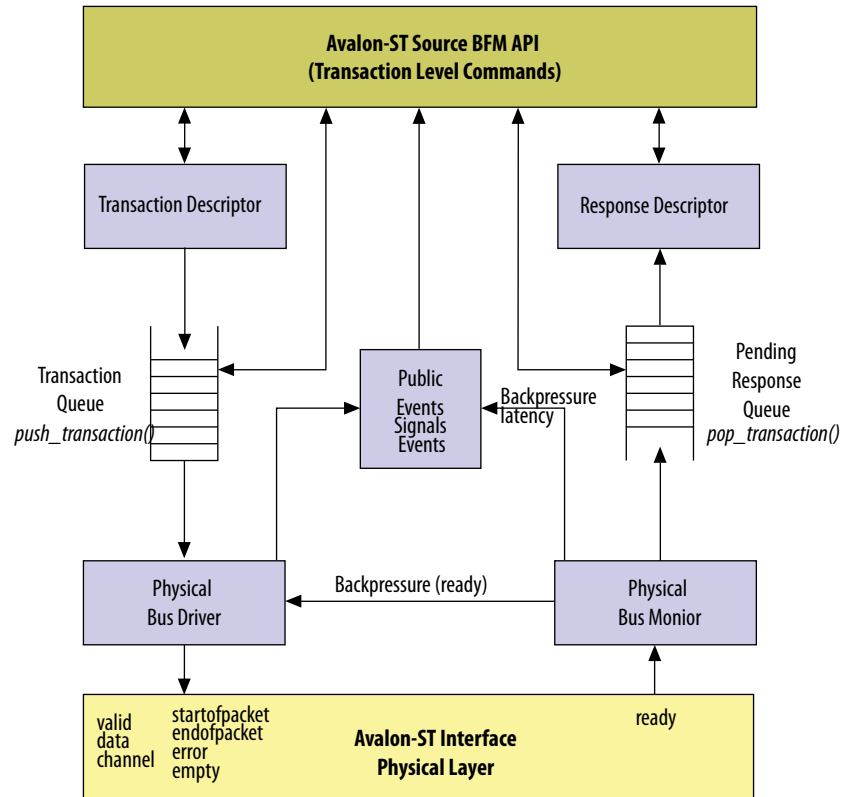 Avalon-ST Source BFM API
(Transaction Level Commands)
Transaction Descriptor
Response Descriptor
Transaction
Queue
push_transaction()
Public
Events
Signals
Events
Backpressure
latency
Pending
Response
Queue
pop_transaction()
Physical
Bus Driver
Backpressure (ready)
Physical
Bus Monior
valid
data
channel
startofpacket
endofpacket
error
empty
Avalon-ST Interface
Physical Layer
ready